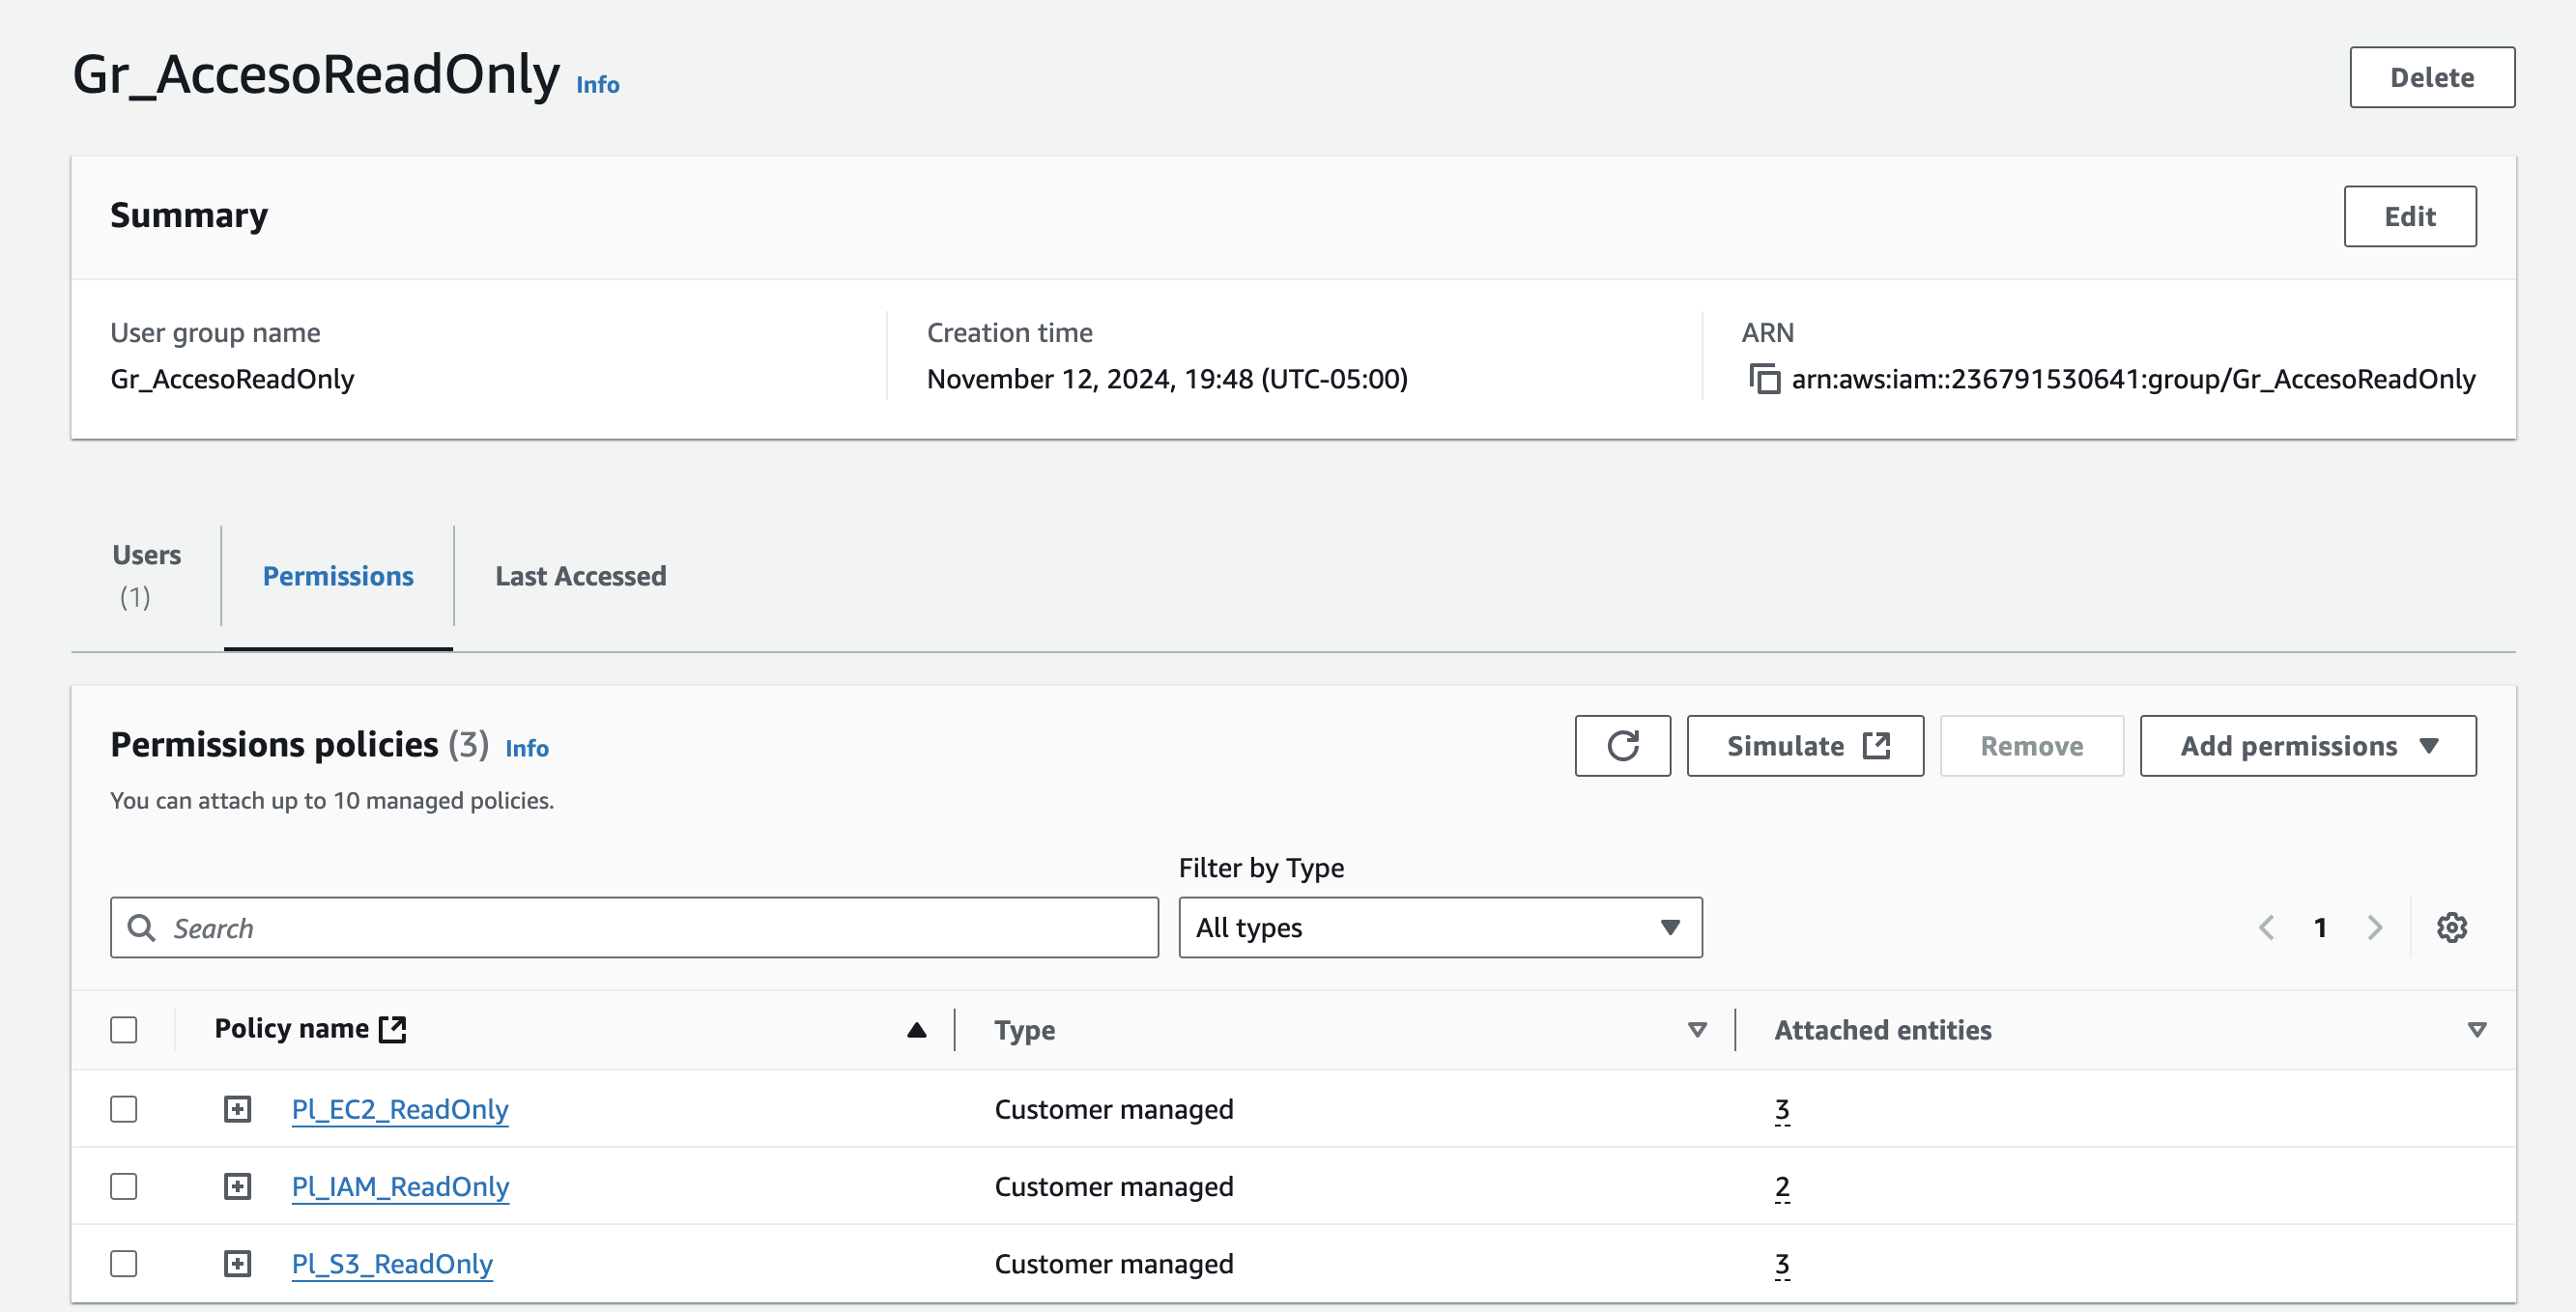 Gr_AccesoReadOnly Info
Delete
Summary
Edit
User group name
Gr_AccesoReadOnly
Creation time
November 12, 2024, 19:48 (UTC-05:00)
ARN
arn:aws:iam::236791530641:group/Gr_AccesoReadOnly
Users
(1)
Permissions
Last Accessed
Permissions policies (3) Info
Simulate
Remove
Add permissions
You can attach up to 10 managed policies.
Filter by Type
Search
All types
1
Policy name
Type
Attached entities
Pl_EC2_ReadOnly Customer managed 3
Pl_IAM_ReadOnly Customer managed 2
Pl_S3_ReadOnly Customer managed 3